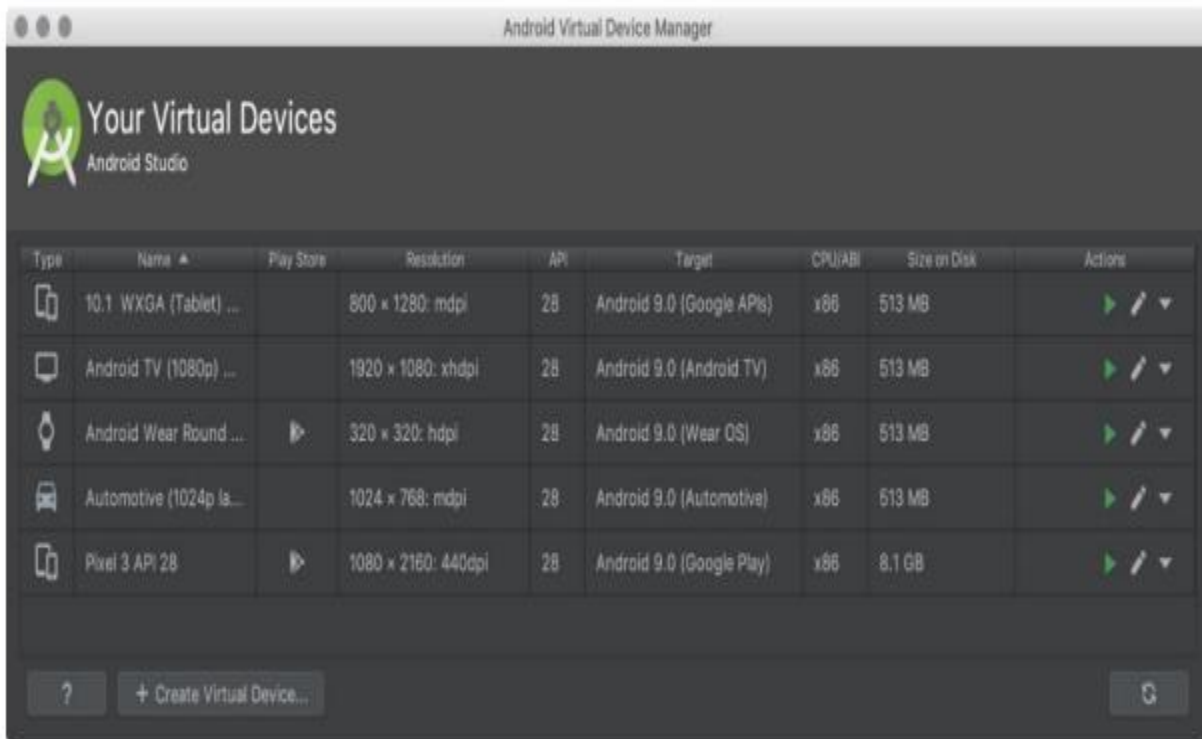 Android Virtual Device Manager
Your Virtual Devices
Android Studio
Type Name Play Store Resolution API Target CPU/ABI Size on Disk Actions
10.1 WXGA (Tablet) ... 800 × 1280: mdpi 28 Android 9.0 (Google APIs) x86 513 MB
Android TV (1080p) ... 1920 × 1080: xhdpi 28 Android 9.0 (Android TV) x86 513 MB
Android Wear Round ... 320 × 320: hdpi 28 Android 9.0 (Wear OS) x86 513 MB
Automotive (1024p la... 1024 × 768: mdpi 28 Android 9.0 (Automotive) x86 513 MB
Pixel 3 API 28 1080 × 2160: 440dpi 28 Android 9.0 (Google Play) x86 8.1 GB
? + Create Virtual Device...